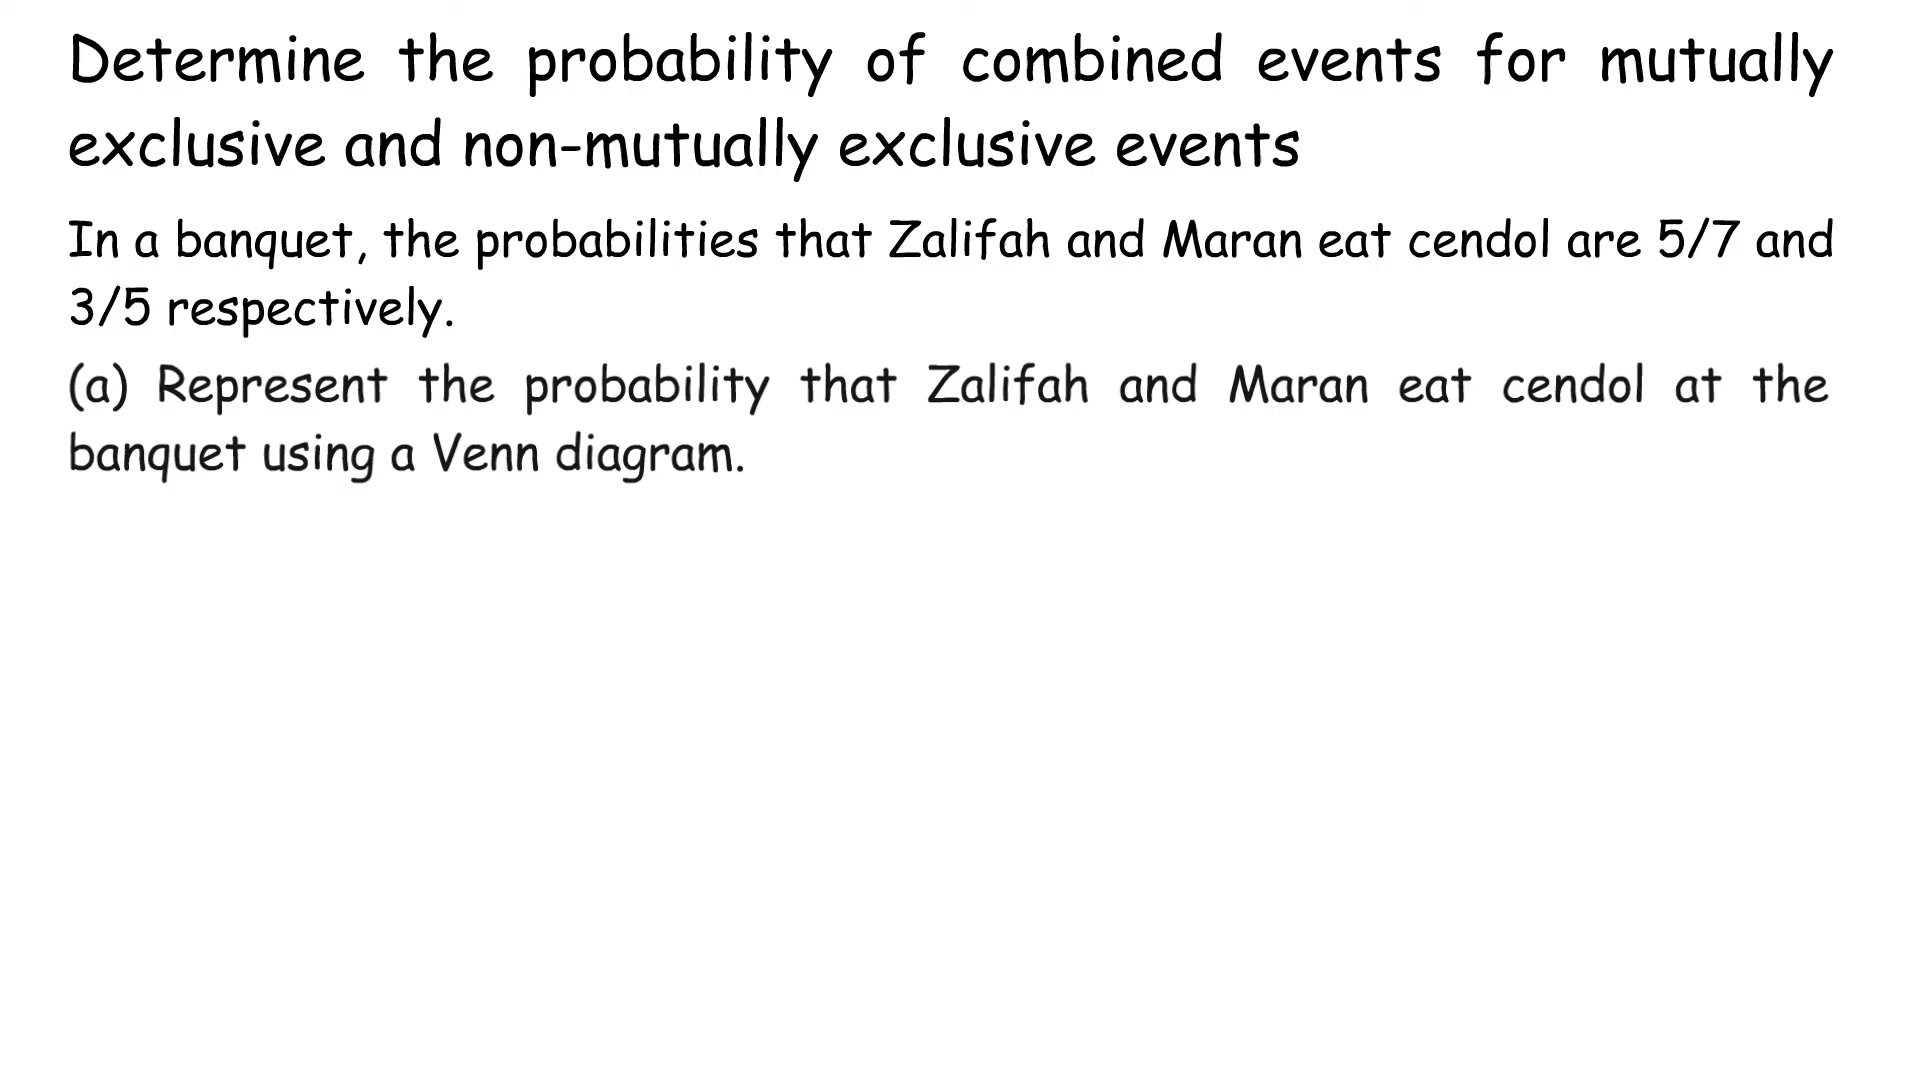 Determine the probability of combined events for mutually
exclusive and non-mutually exclusive events
In a banquet, the probabilities that Zalifah and Maran eat cendol are 5/7 and
3/5 respectively.
(a) Represent the probability that Zalifah and Maran eat cendol at the
banquet using a Venn diagram.